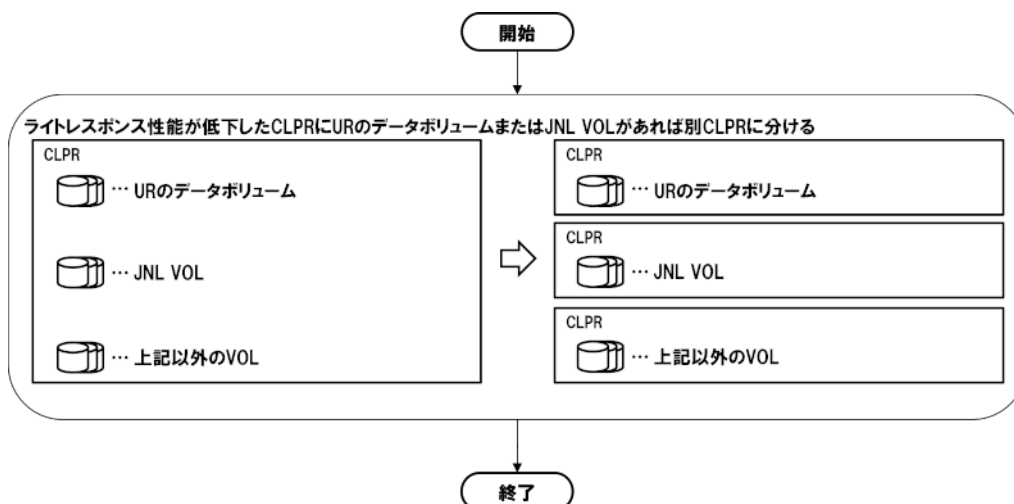 開始
ライトレスポンス性能が低下したCLPRにURのデータボリュームまたはJNL VOLがあれば別CLPRに分ける
CLPR
… URのデータボリューム
… JNL VOL
… 上記以外のVOL
CLPR
… URのデータボリューム
CLPR
… JNL VOL
CLPR
… 上記以外のVOL
終了